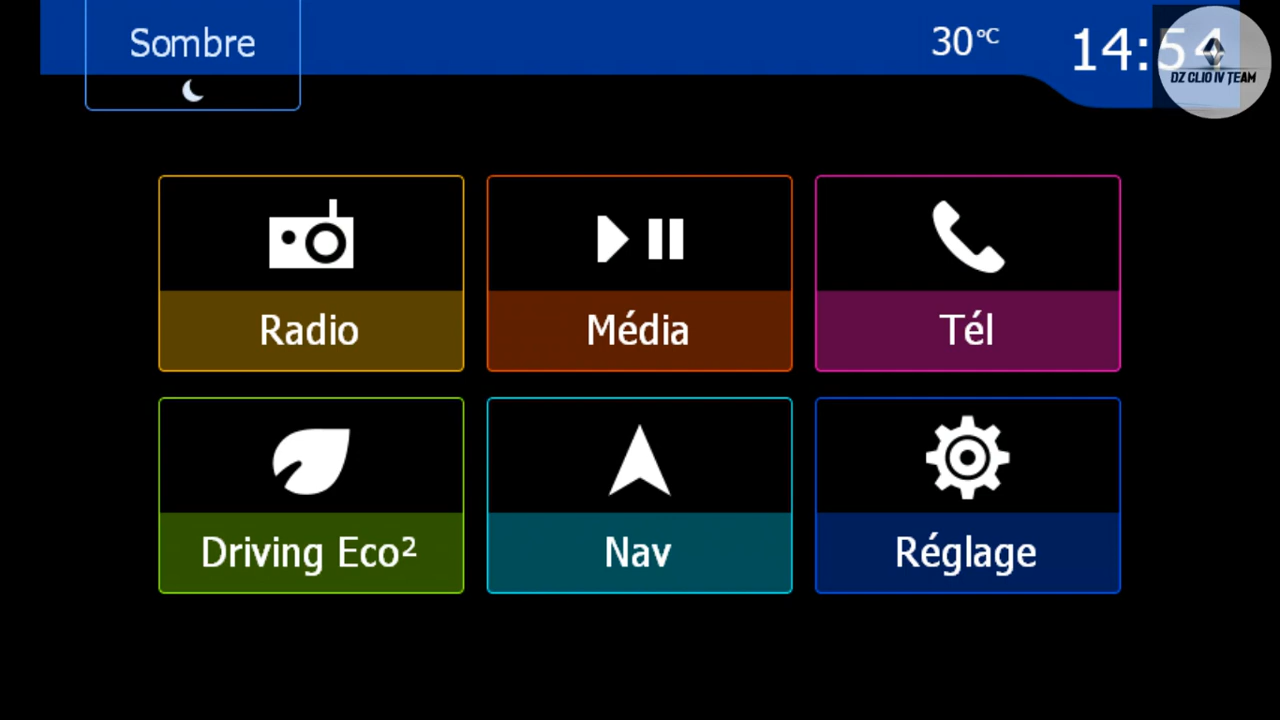 Sombre
30°C
14:54
DZ CLIO IV TEAM
Radio
Média
Tél
Driving Eco²
Nav
Réglage